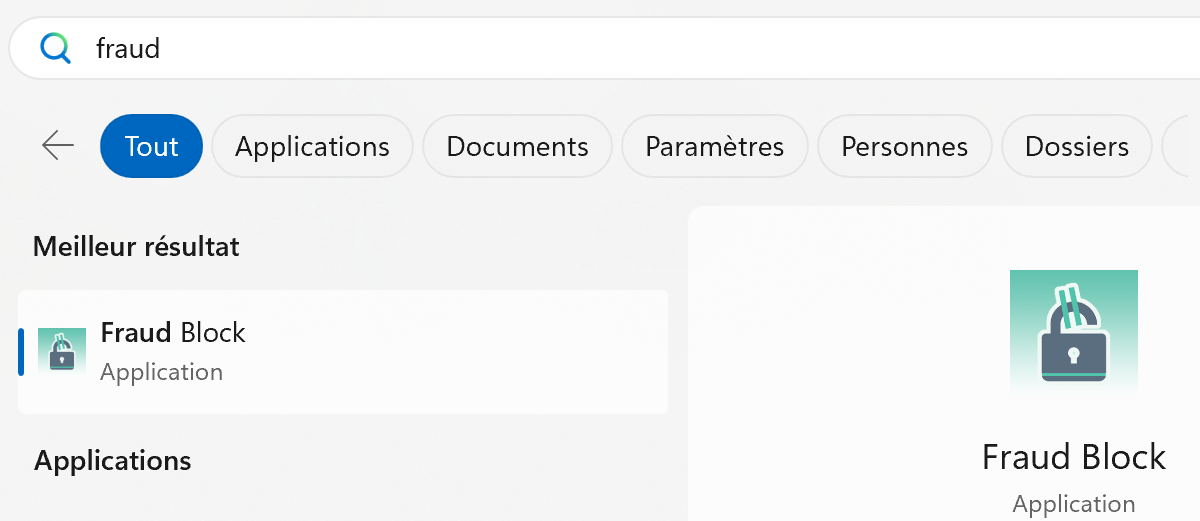 fraud
Tout Applications Documents Paramètres Personnes Dossiers
Meilleur résultat
Fraud Block
Application
Applications
Fraud Block
Application